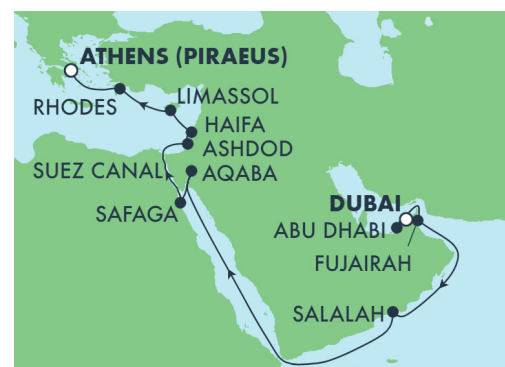 ATHENS (PIRAEUS)
RHODES
LIMASSOL
HAIFA
ASHDOD
SUEZ CANAL
AQABA
SAFAGA
DUBAI
ABU DHABI
FUJAIRAH
SALALAH